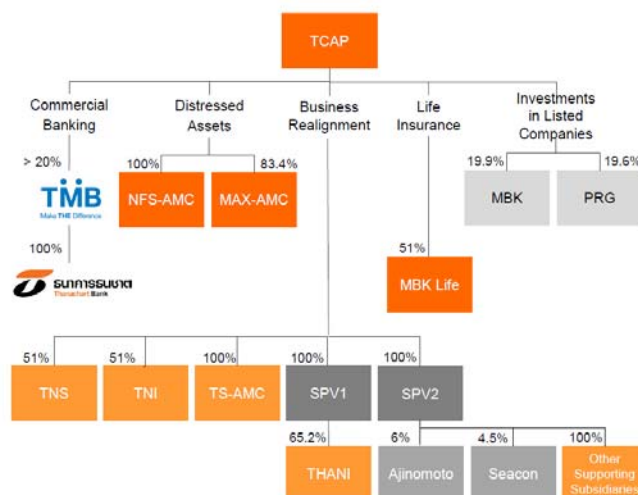 TCAP
Commercial
Banking
Distressed
Assets
Business
Realignment
Life
Insurance
Investments
in Listed
Companies
> 20%
100%
83.4%
19.9%
19.6%
TMB
Make THE Difference
NFS-AMC
MAX-AMC
MBK
PRG
100%
51%
ธนาคารธนชาต
Thanachart Bank
MBK Life
51%
51%
100%
100%
100%
TNS
TNI
TS-AMC
SPV1
SPV2
65.2%
6%
4.5%
100%
THANI
Ajinomoto
Seacon
Other
Supporting
Subsidiaries